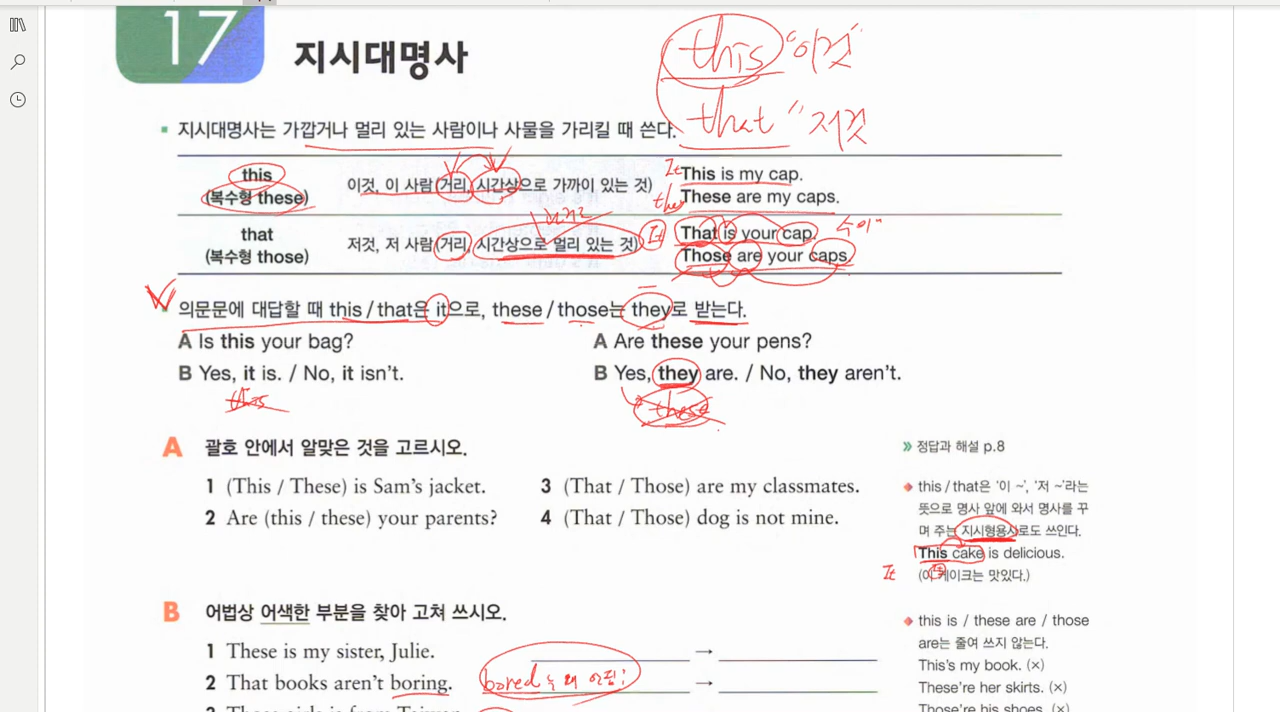 17 지시대명사
this "이것"
that "저것
지시대명사는 가깝거나 멀리 있는 사람이나 사물을 가리킬 때 쓴다.
this
(복수형 these)
이것, 이 사람 (거리, 시간상으로 가까이 있는 것)
It This is my cap.
they These are my caps.
that
(복수형 those)
저것, 저 사람 (거리, 시간상으로 멀리 있는 것)
It That is your cap.
Those are your caps.
의문문에 대답할 때 this / that은 it으로, these / those는 they로 받는다.
A Is this your bag?
B Yes, it is. / No, it isn't.
this
A Are these your pens?
B Yes, they are. / No, they aren't.
these
A 괄호 안에서 알맞은 것을 고르시오.
1 (This / These) is Sam's jacket.
2 Are (this / these) your parents?
3 (That / Those) are my classmates.
4 (That / Those) dog is not mine.
» 정답과 해설 p.8
this / that은 '이 ~', '저 ~'라는
뜻으로 명사 앞에 와서 명사를 꾸
며 주는 지시형용사로도 쓰인다.
This cake is delicious.
It (이 케이크는 맛있다.)
B 어법상 어색한 부분을 찾아 고쳐 쓰시오.
1 These is my sister, Julie. →
2 That books aren't boring. bored →
3 Those girls is from Taiwan.
this is / these are / those
are는 줄여 쓰지 않는다.
This's my book. (×)
These're her skirts. (×)
Those're his shoes. (×)